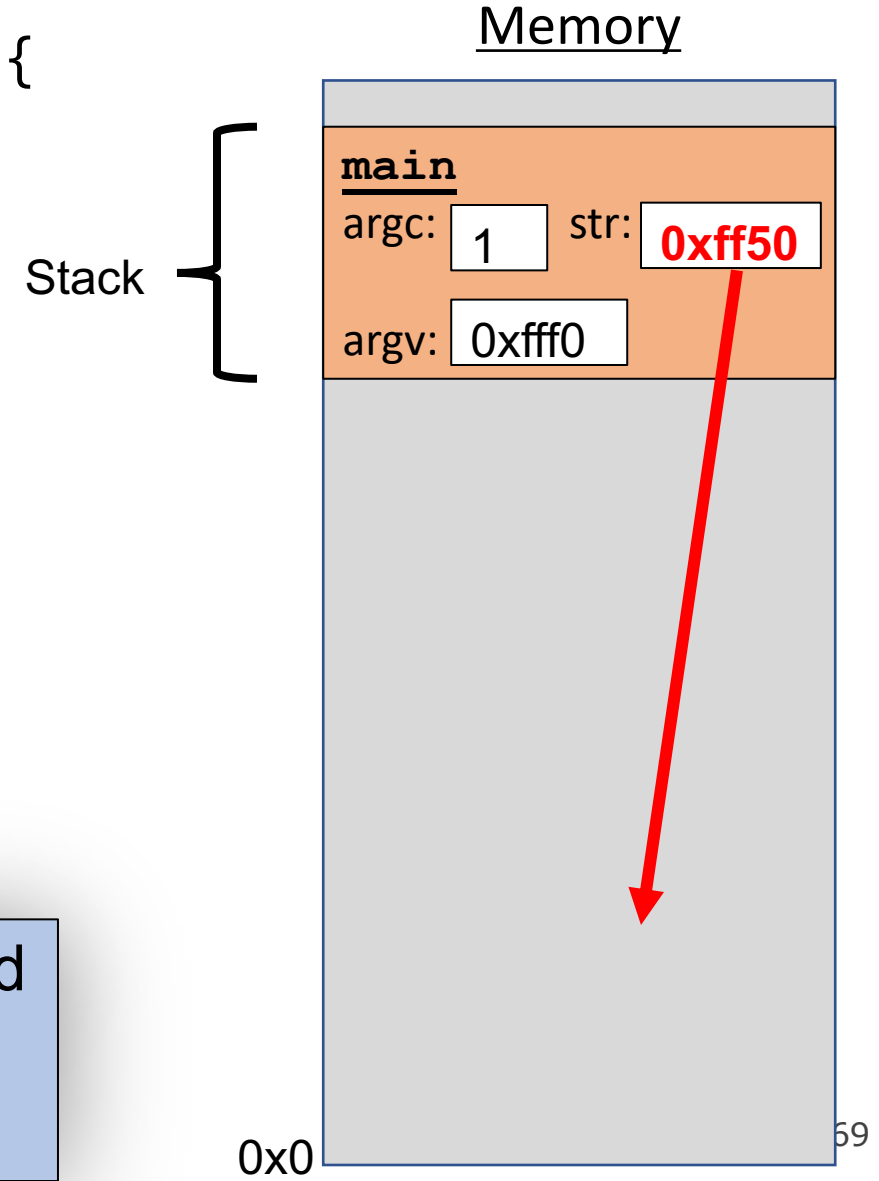 {
Memory
main
argc: 1 str: 0xff50
Stack
argv: 0xfff0
d
0x0
69